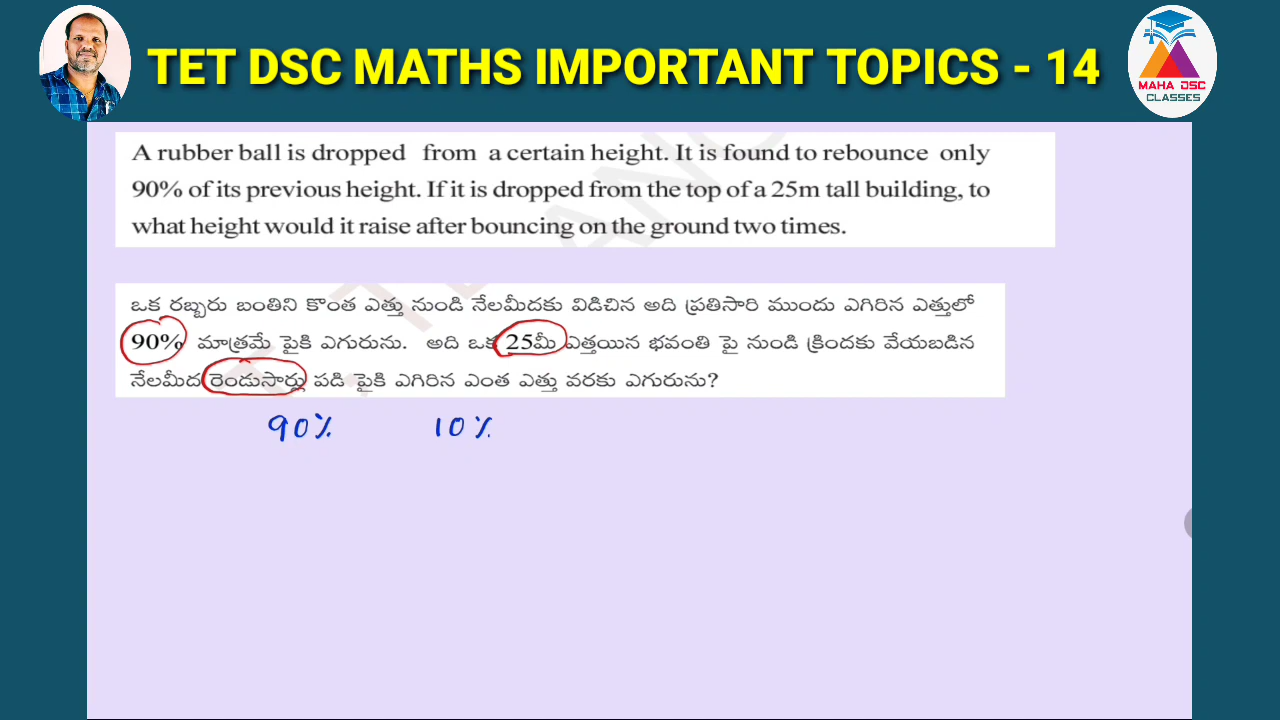 TET DSC MATHS IMPORTANT TOPICS - 14
MAHA DSC
CLASSES
A rubber ball is dropped from a certain height. It is found to rebounce only
90% of its previous height. If it is dropped from the top of a 25m tall building, to
what height would it raise after bouncing on the ground two times.
ఒక రబ్బరు బంతిని కొంత ఎత్తు నుండి నేలమీదకు విడిచిన అది ప్రతిసారి ముందు ఎగిరిన ఎత్తులో
90% మాత్రమే పైకి ఎగురును. అది ఒక 25మీ ఎత్తయిన భవంతి పై నుండి క్రిందకు వేయబడిన
నేలమీద రెండుసార్లు పడి పైకి ఎగిరిన ఎంత ఎత్తు వరకు ఎగురును?
90% 10%